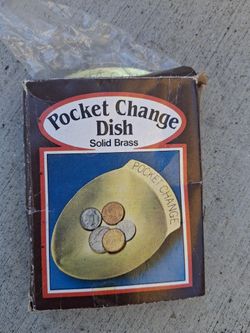 Pocket Change
Dish
Solid Brass
POCKET CHANGE